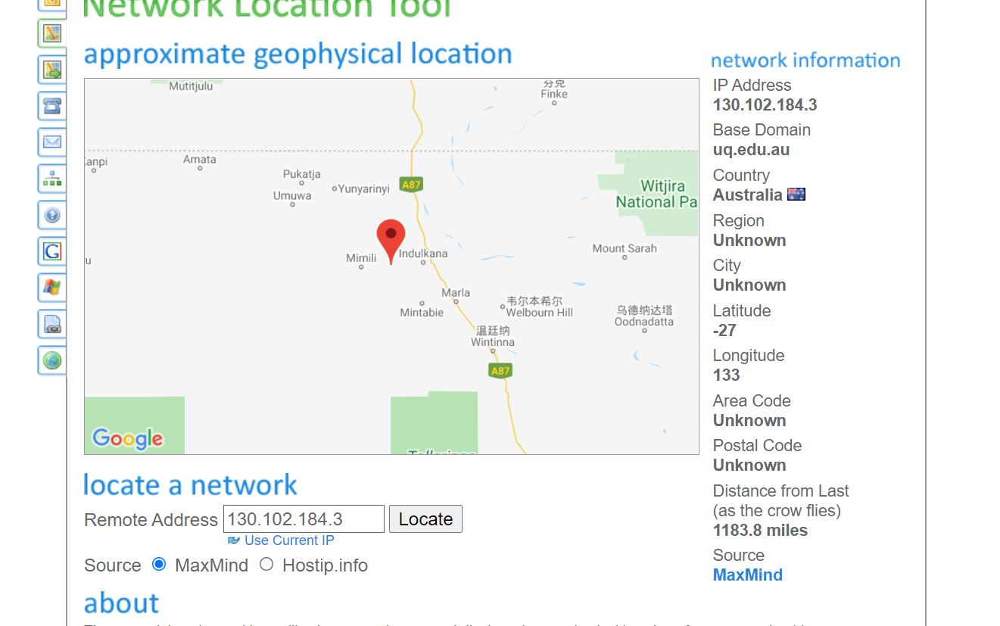 Network Location Tool
approximate geophysical location
Mutitjulu
分克
Finke
Kanpi
Amata
Pukatja
Yunyarinyi
A87
Umuwa
Witjira
National Pa
Mimili
Indulkana
Mount Sarah
u
Marla
Mintabie
韦尔本希尔
Welbourn Hill
乌德纳达塔
Oodnadatta
温廷纳
Wintinna
A87
Google
Tallaringa
network information
IP Address
130.102.184.3
Base Domain
uq.edu.au
Country
Australia
Region
Unknown
City
Unknown
Latitude
-27
Longitude
133
Area Code
Unknown
Postal Code
Unknown
Distance from Last
(as the crow flies)
1183.8 miles
Source
MaxMind
locate a network
Remote Address 130.102.184.3 Locate
Use Current IP
Source MaxMind Hostip.info
about